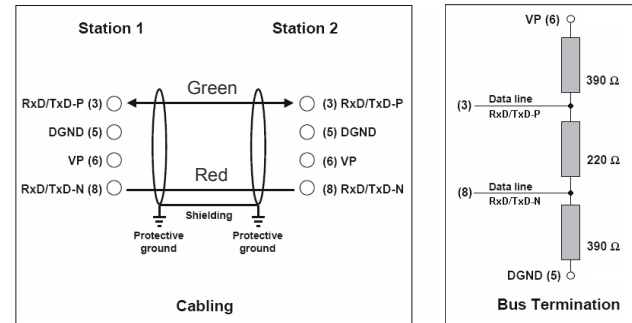 Station 1
Station 2
Green
RxD/TxD-P (3)
(3) RxD/TxD-P
DGND (5)
(5) DGND
VP (6)
(6) VP
Red
RxD/TxD-N (8)
(8) RxD/TxD-N
Shielding
Protective
ground
Protective
ground
Cabling
VP (6)
390 Ω
(3)
Data line
RxD/TxD-P
220 Ω
(8)
Data line
RxD/TxD-N
390 Ω
DGND (5)
Bus Termination